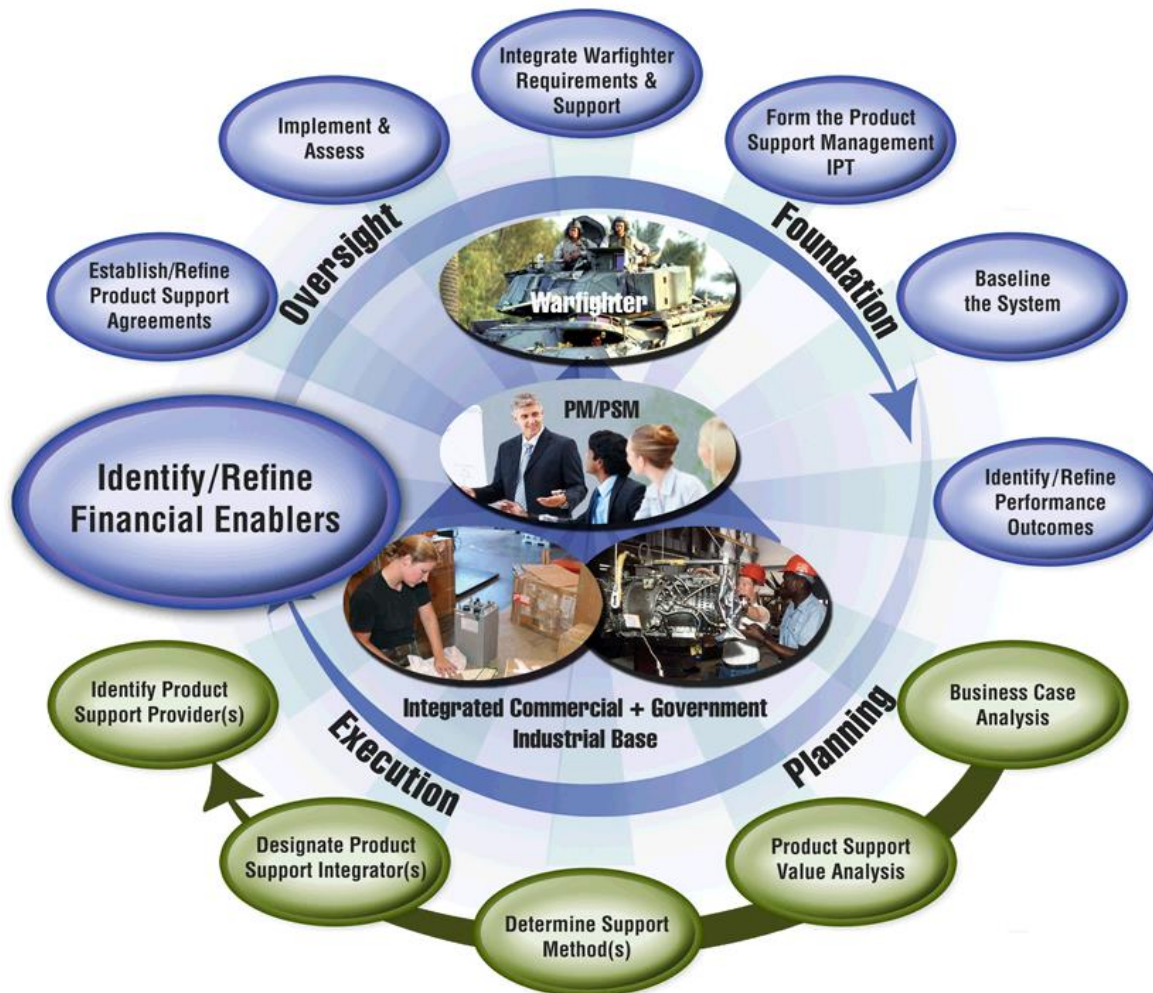 Integrate Warfighter
Requirements &
Support
Form the Product
Support Management
IPT
Baseline
the System
Identify/Refine
Performance
Outcomes
Business Case
Analysis
Product Support
Value Analysis
Determine Support
Method(s)
Designate Product
Support Integrator(s)
Identify Product
Support Provider(s)
Identify/Refine
Financial Enablers
Establish/Refine
Product Support
Agreements
Implement &
Assess
Oversight
Foundation
Planning
Execution
Warfighter
PM/PSM
Integrated Commercial + Government
Industrial Base